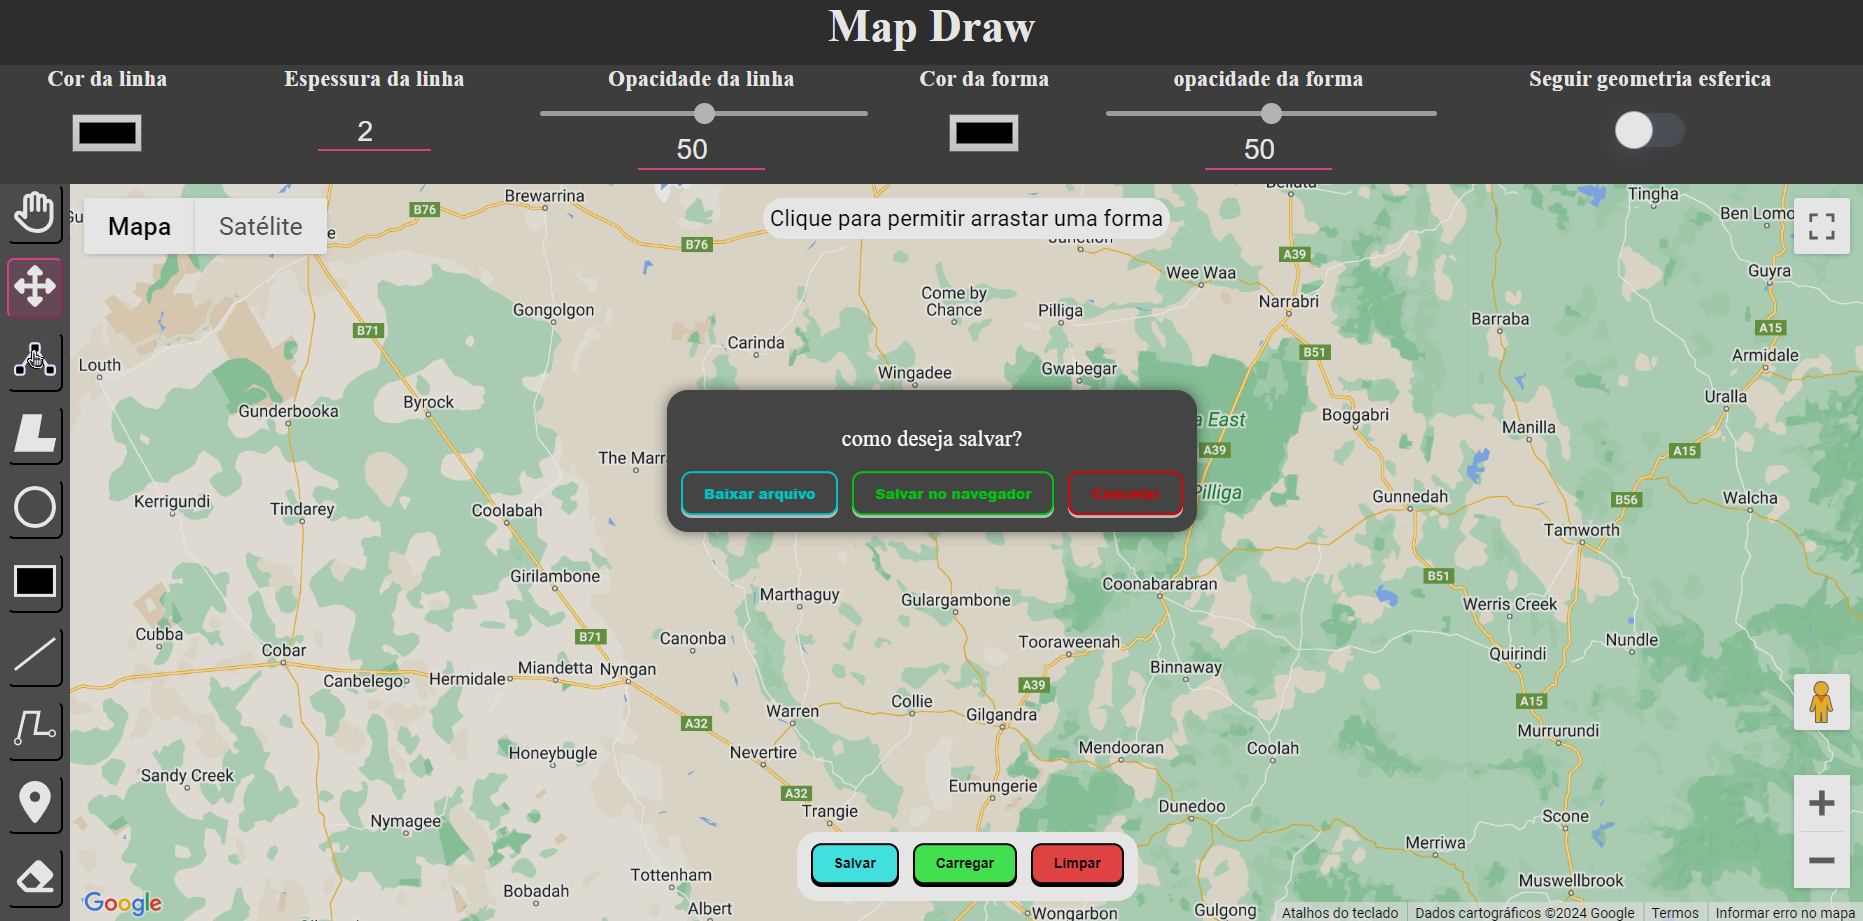 Map Draw
Cor da linha
Espessura da linha
Opacidade da linha
Cor da forma
opacidade da forma
Seguir geometria esferica
2
50
50
Mapa
Satélite
Clique para permitir arrastar uma forma
Brewarrina
B76
B76
Junction
Tingha
Ben Lomo
A39
Wee Waa
Guyra
Gongolgon
Come by
Chance
Pilliga
Narrabri
Barraba
A15
B71
Carinda
B51
Armidale
Louth
Wingadee
Gwabegar
Gunderbooka
Byrock
Uralla
Boggabri
Manilla
East
A39
A15
como deseja salvar?
The Marr
Baixar arquivo
Salvar no navegador
Cancelar
Pilliga
Kerrigundi
Tindarey
Coolabah
Gunnedah
B56
Walcha
Tamworth
Girilambone
Coonabarabran
B51
Marthaguy
Gulargambone
Werris Creek
Cubba
B71
Canonba
Tooraweenah
Nundle
Cobar
Quirindi
Canbelego
Hermidale
Miandetta
Nyngan
Binnaway
A39
A15
Warren
Collie
Gilgandra
A32
Murrurundi
Honeybugle
Nevertire
Mendooran
Coolah
Sandy Creek
Eumungerie
A32
Trangie
Dunedoo
Nymagee
Scone
Merriwa
Salvar
Carregar
Limpar
Tottenham
Muswellbrook
Bobadah
Google
Albert
Wongarbon
Gulgong
Atalhos do teclado
Dados cartográficos ©2024 Google
Termos
Informar erro no mapa